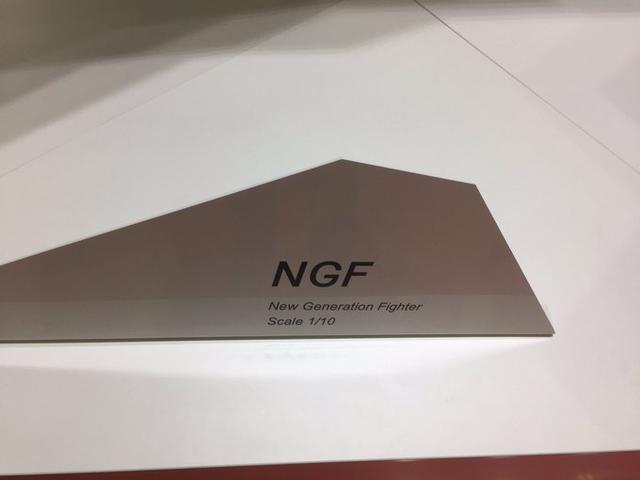 NGF
New Generation Fighter
Scale 1/10